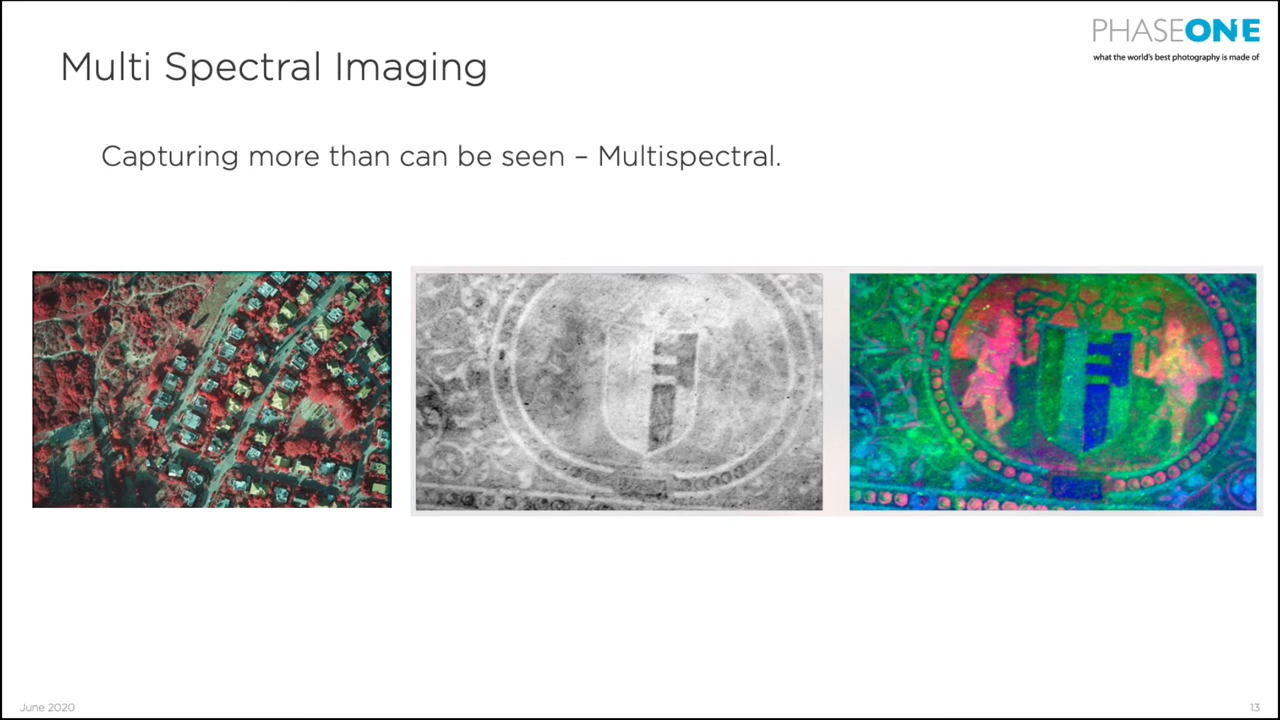 PHASEONE
what the world's best photography is made of
Multi Spectral Imaging
Capturing more than can be seen – Multispectral.
June 2020
13